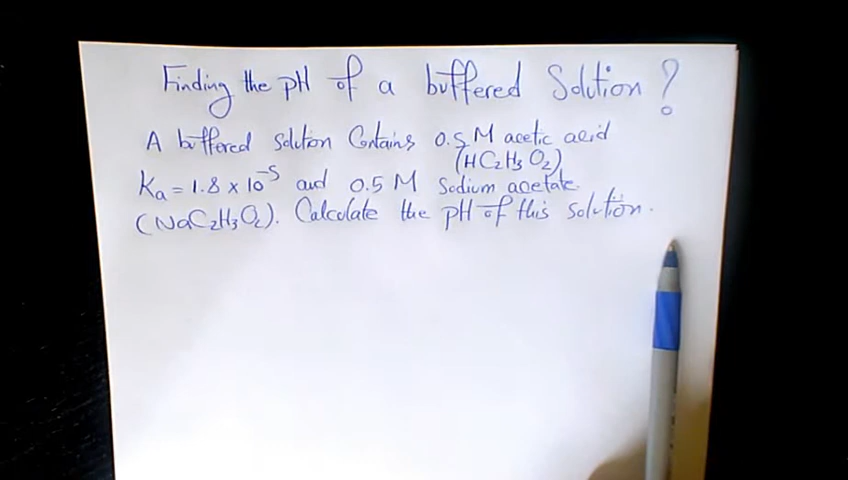 Finding the pH of a buffered Solution?
A buffered solution Contains 0.5 M acetic acid
(HC₂H₃O₂)
Ka = 1.8 × 10⁻⁵ and 0.5 M Sodium acetate
(NaC₂H₃O₂). Calculate the pH of this solution.